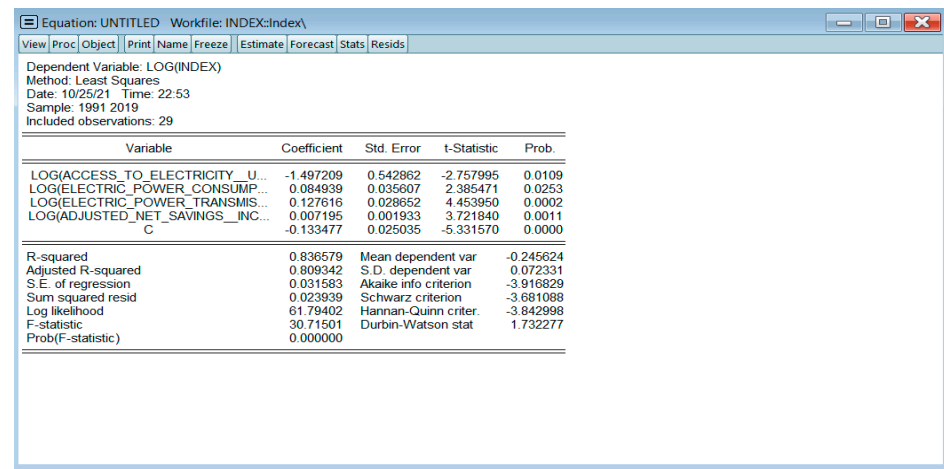 Equation: UNTITLED Workfile: INDEX::Index\
View Proc Object Print Name Freeze Estimate Forecast Stats Resids
Dependent Variable: LOG(INDEX)
Method: Least Squares
Date: 10/25/21 Time: 22:53
Sample: 1991 2019
Included observations: 29
Variable Coefficient Std. Error t-Statistic Prob.
LOG(ACCESS_TO_ELECTRICITY__U... -1.497209 0.542862 -2.757995 0.0109
LOG(ELECTRIC_POWER_CONSUMP... 0.084939 0.035607 2.385471 0.0253
LOG(ELECTRIC_POWER_TRANSMIS... 0.127616 0.028652 4.453950 0.0002
LOG(ADJUSTED_NET_SAVINGS__INC... 0.007195 0.001933 3.721840 0.0011
C -0.133477 0.025035 -5.331570 0.0000
R-squared 0.836579 Mean dependent var -0.245624
Adjusted R-squared 0.809342 S.D. dependent var 0.072331
S.E. of regression 0.031583 Akaike info criterion -3.916829
Sum squared resid 0.023939 Schwarz criterion -3.681088
Log likelihood 61.79402 Hannan-Quinn criter. -3.842998
F-statistic 30.71501 Durbin-Watson stat 1.732277
Prob(F-statistic) 0.000000